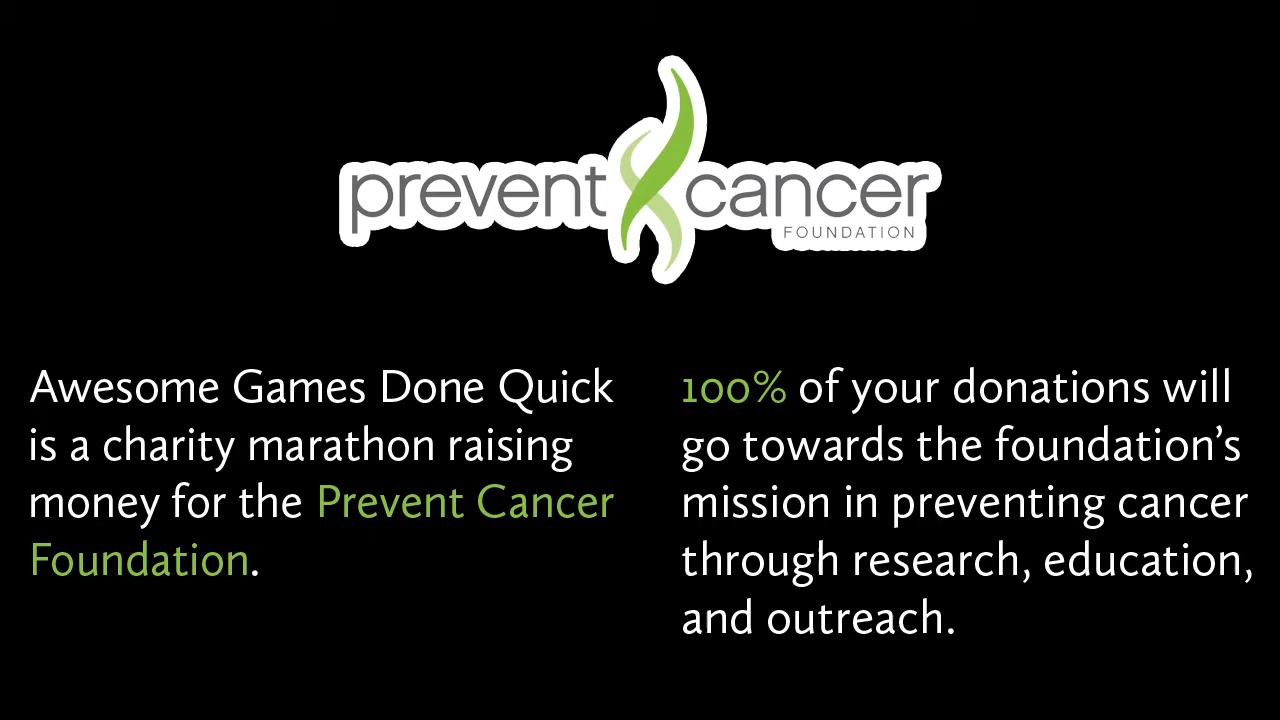 prevent cancer
FOUNDATION
Awesome Games Done Quick
is a charity marathon raising
money for the Prevent Cancer
Foundation.
100% of your donations will
go towards the foundation’s
mission in preventing cancer
through research, education,
and outreach.